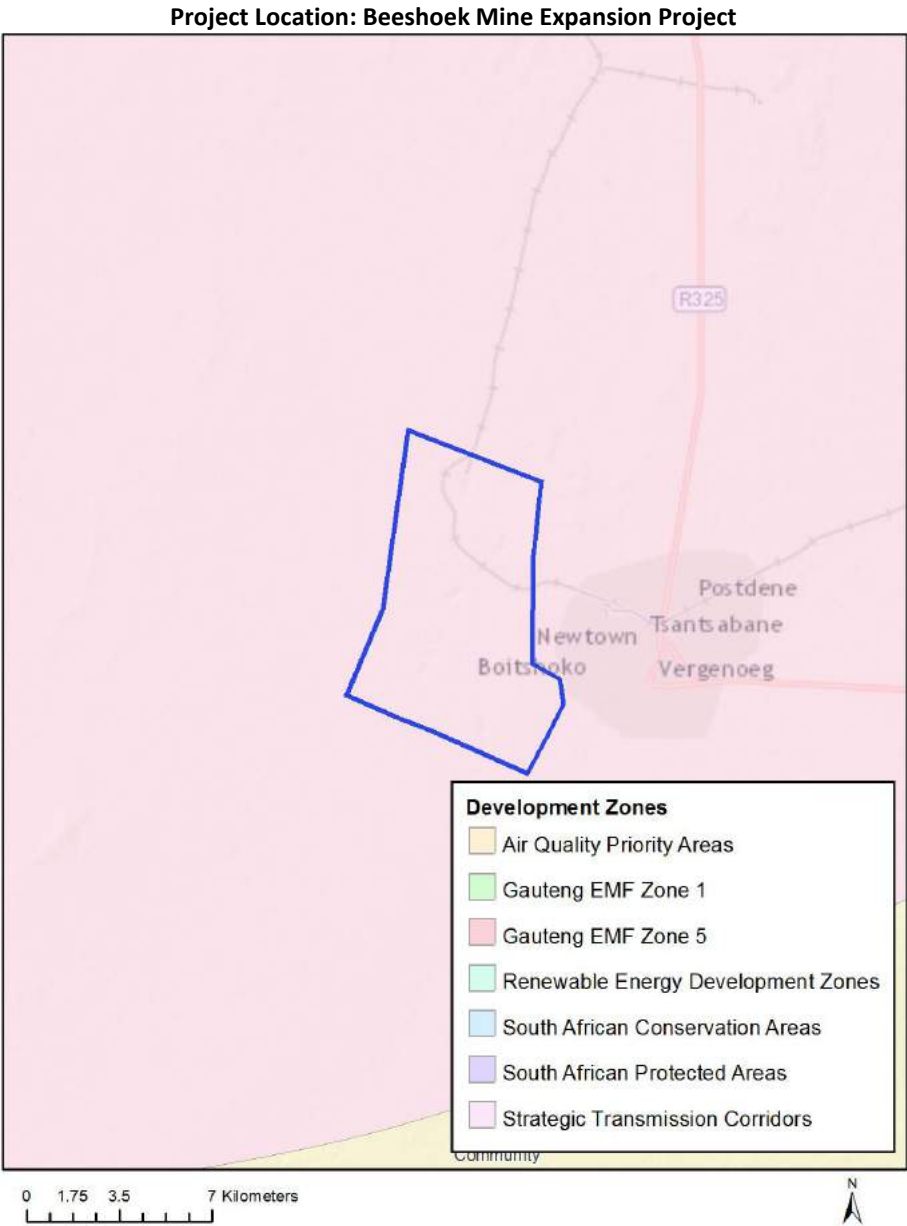 Project Location: Beeshoek Mine Expansion Project
R325
Postdene
Tsantsabane
Newtown
Boitshoko
Vergenoeg
Development Zones
Air Quality Priority Areas
Gauteng EMF Zone 1
Gauteng EMF Zone 5
Renewable Energy Development Zones
South African Conservation Areas
South African Protected Areas
Strategic Transmission Corridors
Community
0 1.75 3.5 7 Kilometers
N